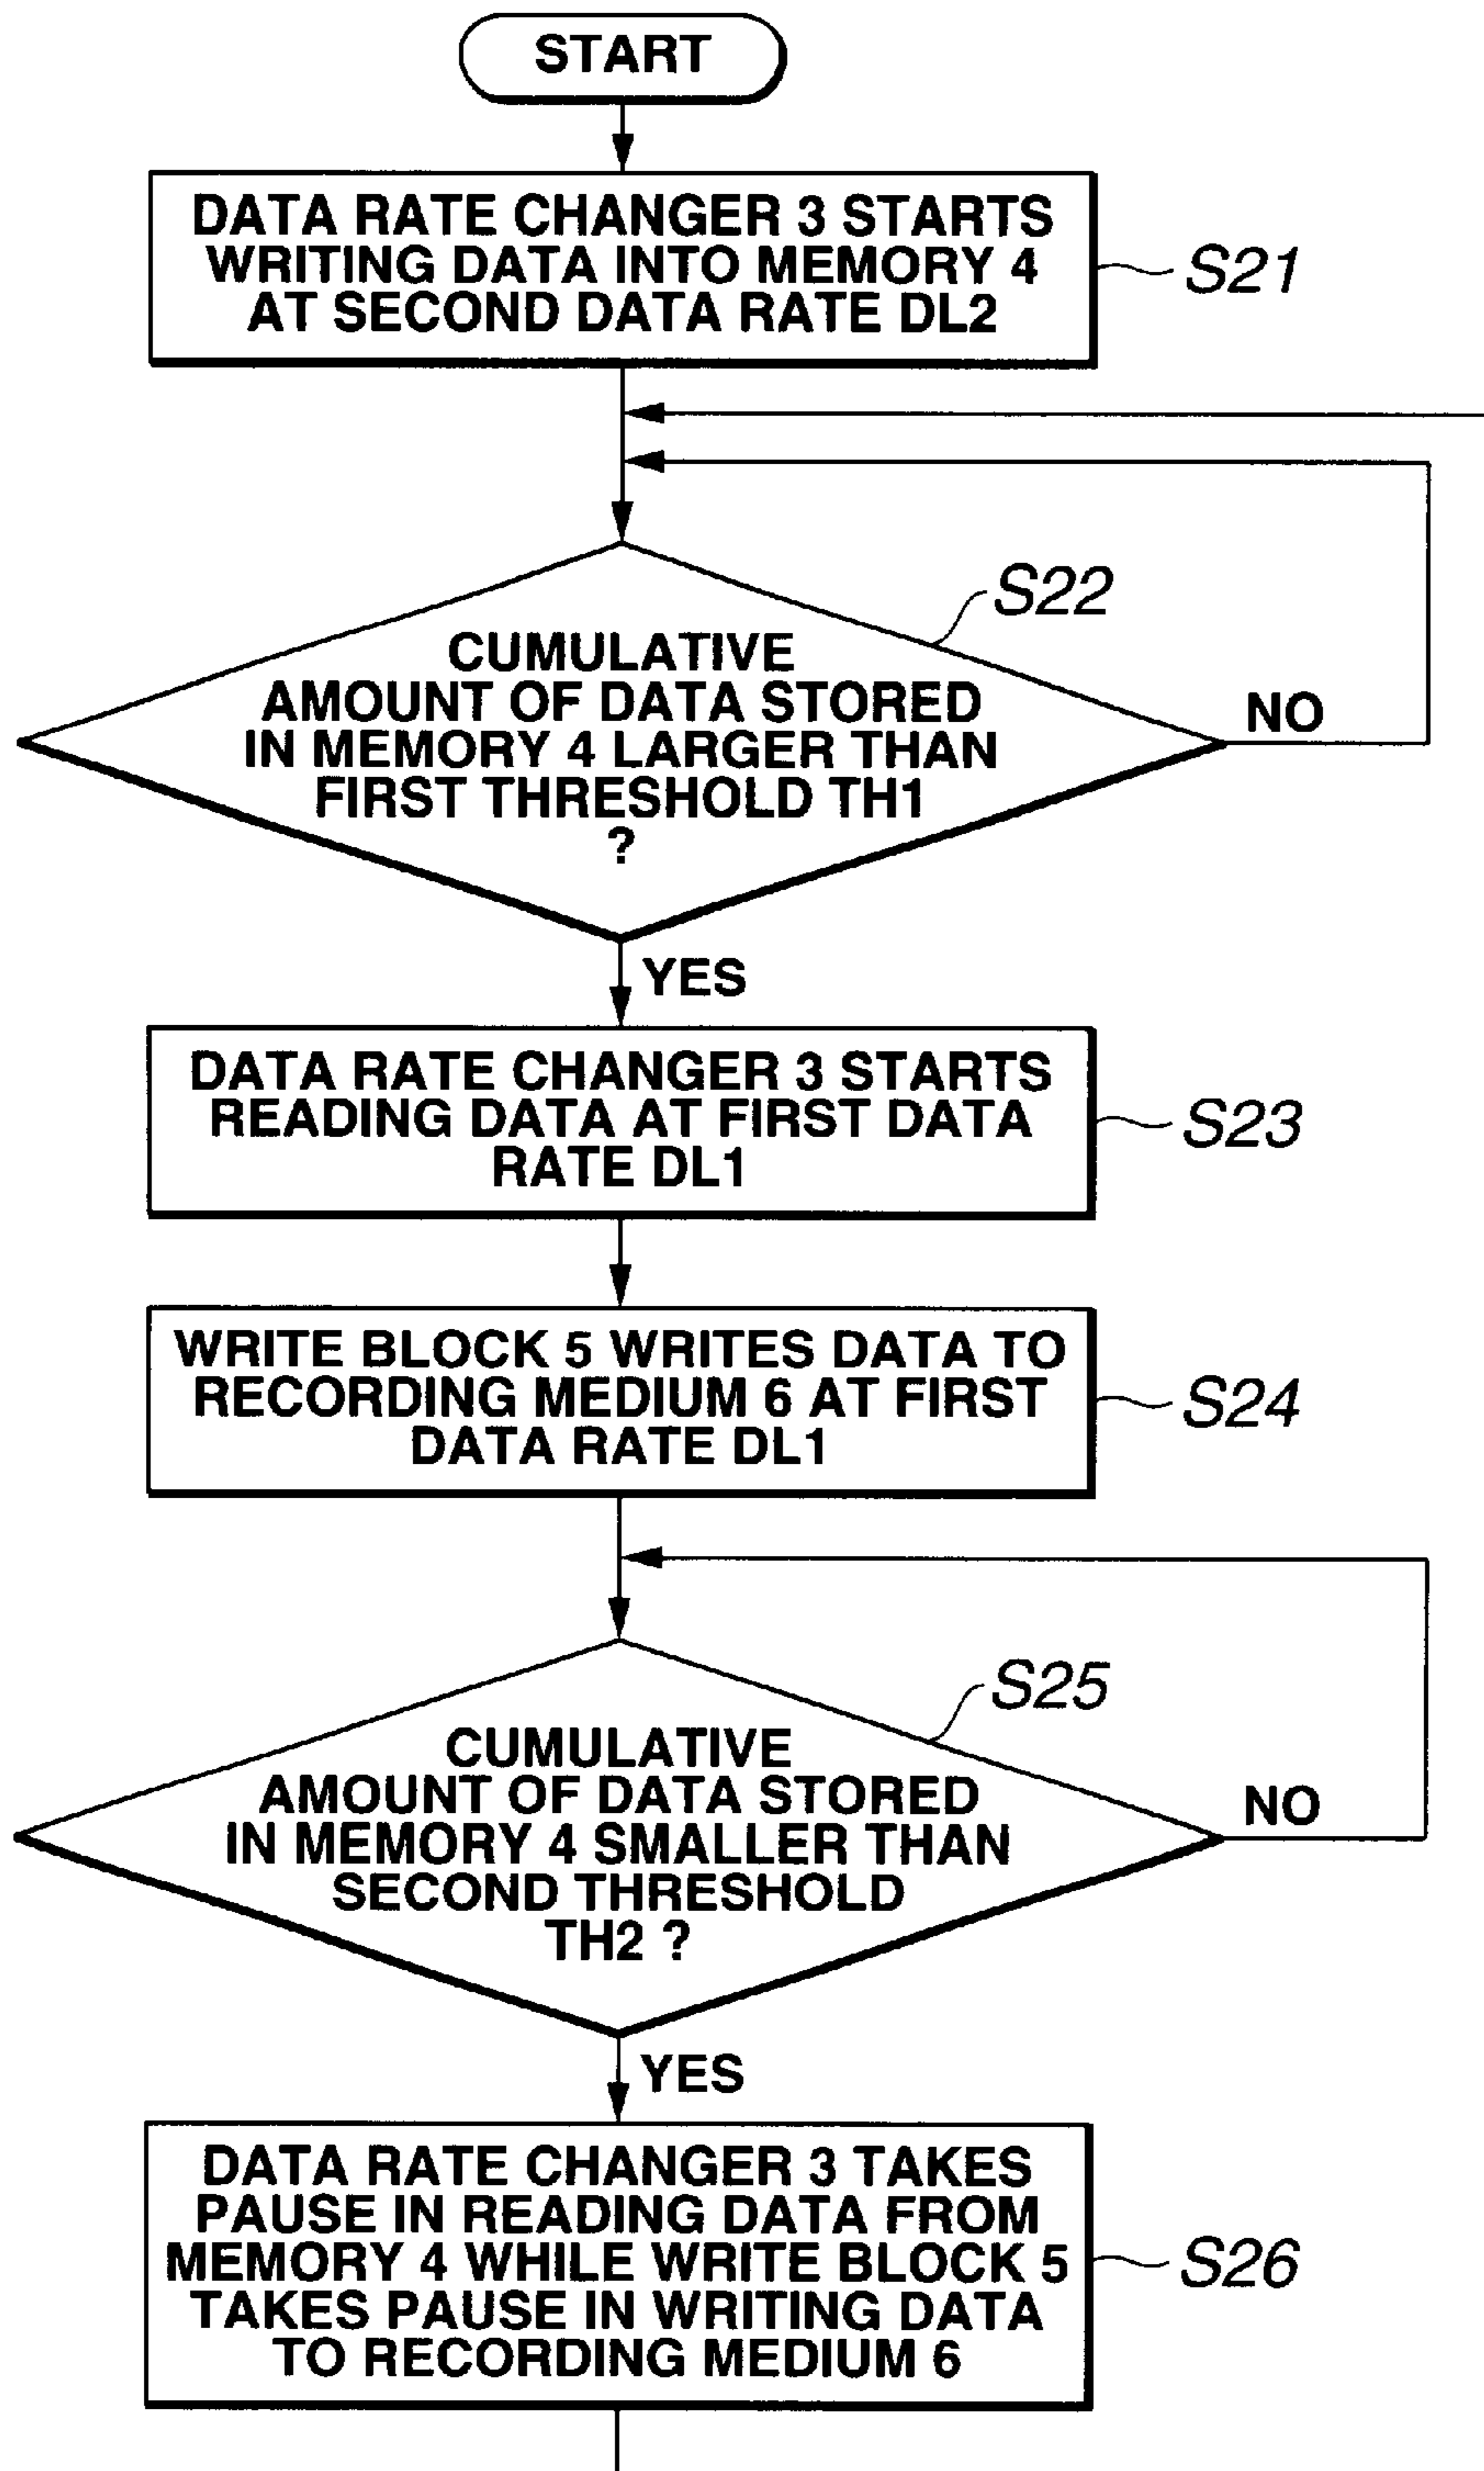 START
DATA RATE CHANGER 3 STARTS
WRITING DATA INTO MEMORY 4
AT SECOND DATA RATE DL2
S21
S22
CUMULATIVE
AMOUNT OF DATA STORED
IN MEMORY 4 LARGER THAN
FIRST THRESHOLD TH1
?
NO
YES
DATA RATE CHANGER 3 STARTS
READING DATA AT FIRST DATA
RATE DL1
S23
WRITE BLOCK 5 WRITES DATA TO
RECORDING MEDIUM 6 AT FIRST
DATA RATE DL1
S24
S25
CUMULATIVE
AMOUNT OF DATA STORED
IN MEMORY 4 SMALLER THAN
SECOND THRESHOLD
TH2 ?
NO
YES
DATA RATE CHANGER 3 TAKES
PAUSE IN READING DATA FROM
MEMORY 4 WHILE WRITE BLOCK 5
TAKES PAUSE IN WRITING DATA
TO RECORDING MEDIUM 6
S26